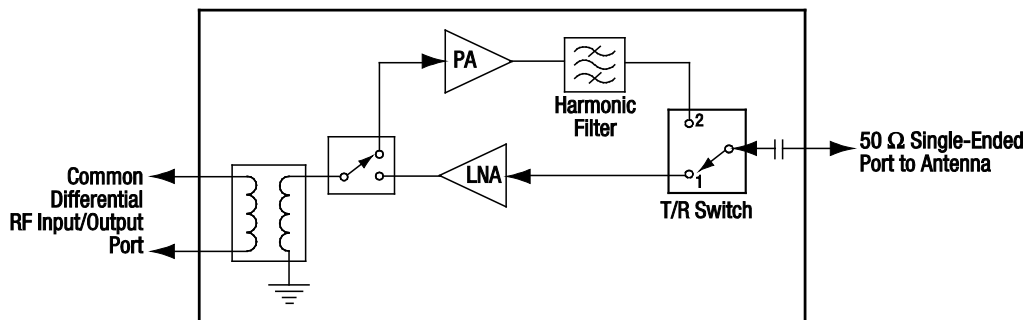 PA
Harmonic
Filter
2
50 Ω Single-Ended
Port to Antenna
Common
Differential
RF Input/Output
Port
LNA
1
T/R Switch